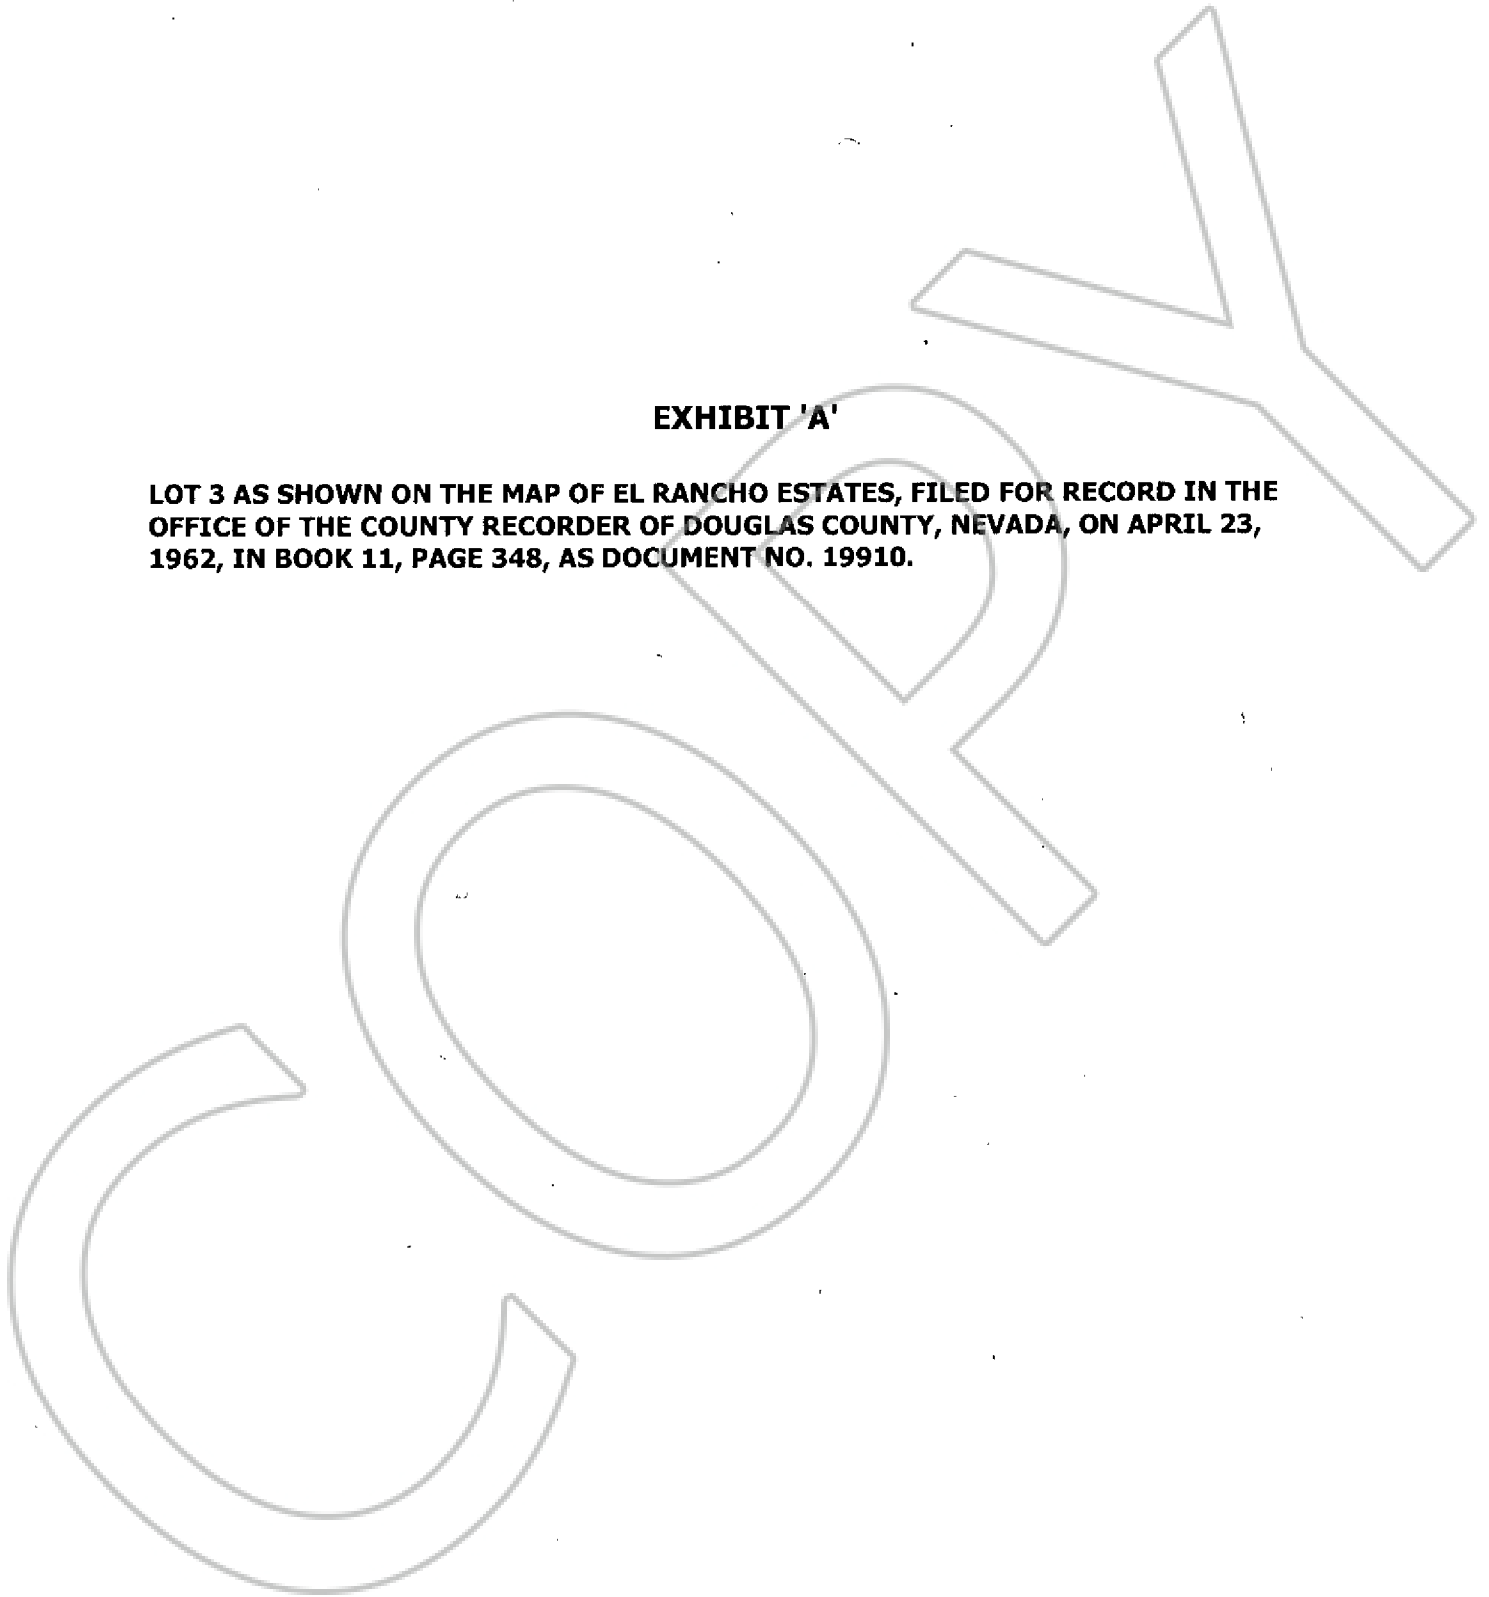 EXHIBIT 'A'
LOT 3 AS SHOWN ON THE MAP OF EL RANCHO ESTATES, FILED FOR RECORD IN THE
OFFICE OF THE COUNTY RECORDER OF DOUGLAS COUNTY, NEVADA, ON APRIL 23,
1962, IN BOOK 11, PAGE 348, AS DOCUMENT NO. 19910.
COPY